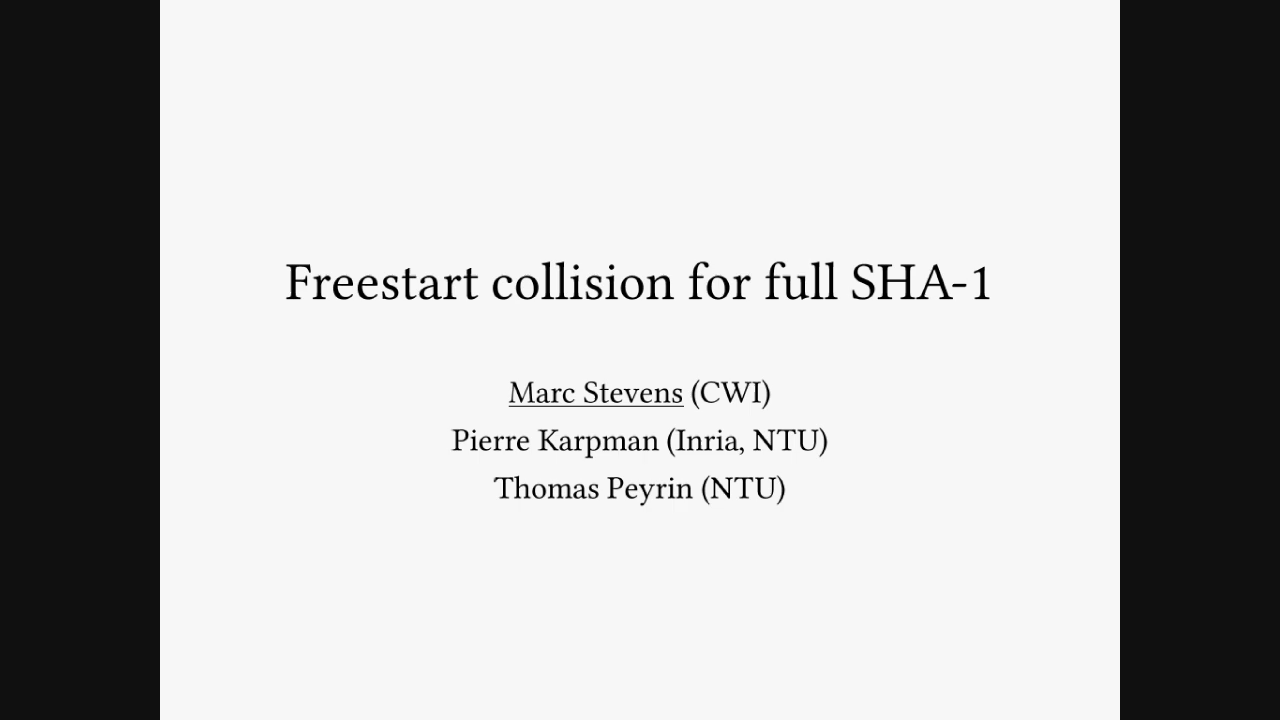 Freestart collision for full SHA-1
Marc Stevens (CWI)
Pierre Karpman (Inria, NTU)
Thomas Peyrin (NTU)